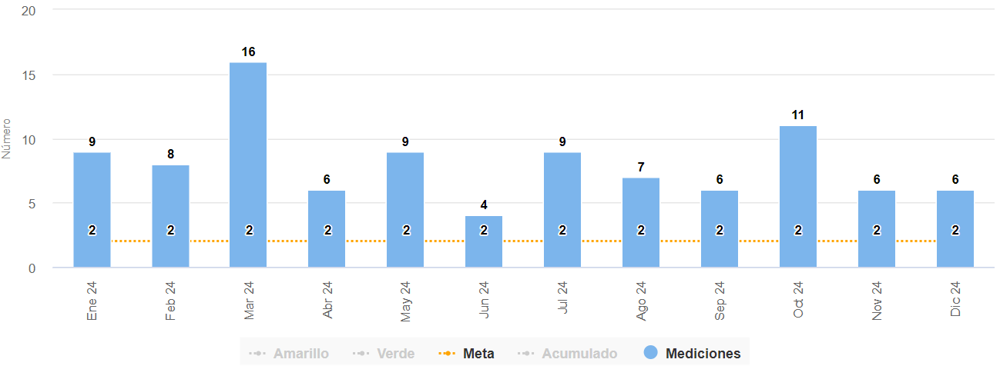 20
15
10
5
0
Número
9
8
16
6
9
4
9
7
6
11
6
6
2
2
2
2
2
2
2
2
2
2
2
2
Ene 24
Feb 24
Mar 24
Abr 24
May 24
Jun 24
Jul 24
Ago 24
Sep 24
Oct 24
Nov 24
Dic 24
Amarillo Verde Meta Acumulado Mediciones